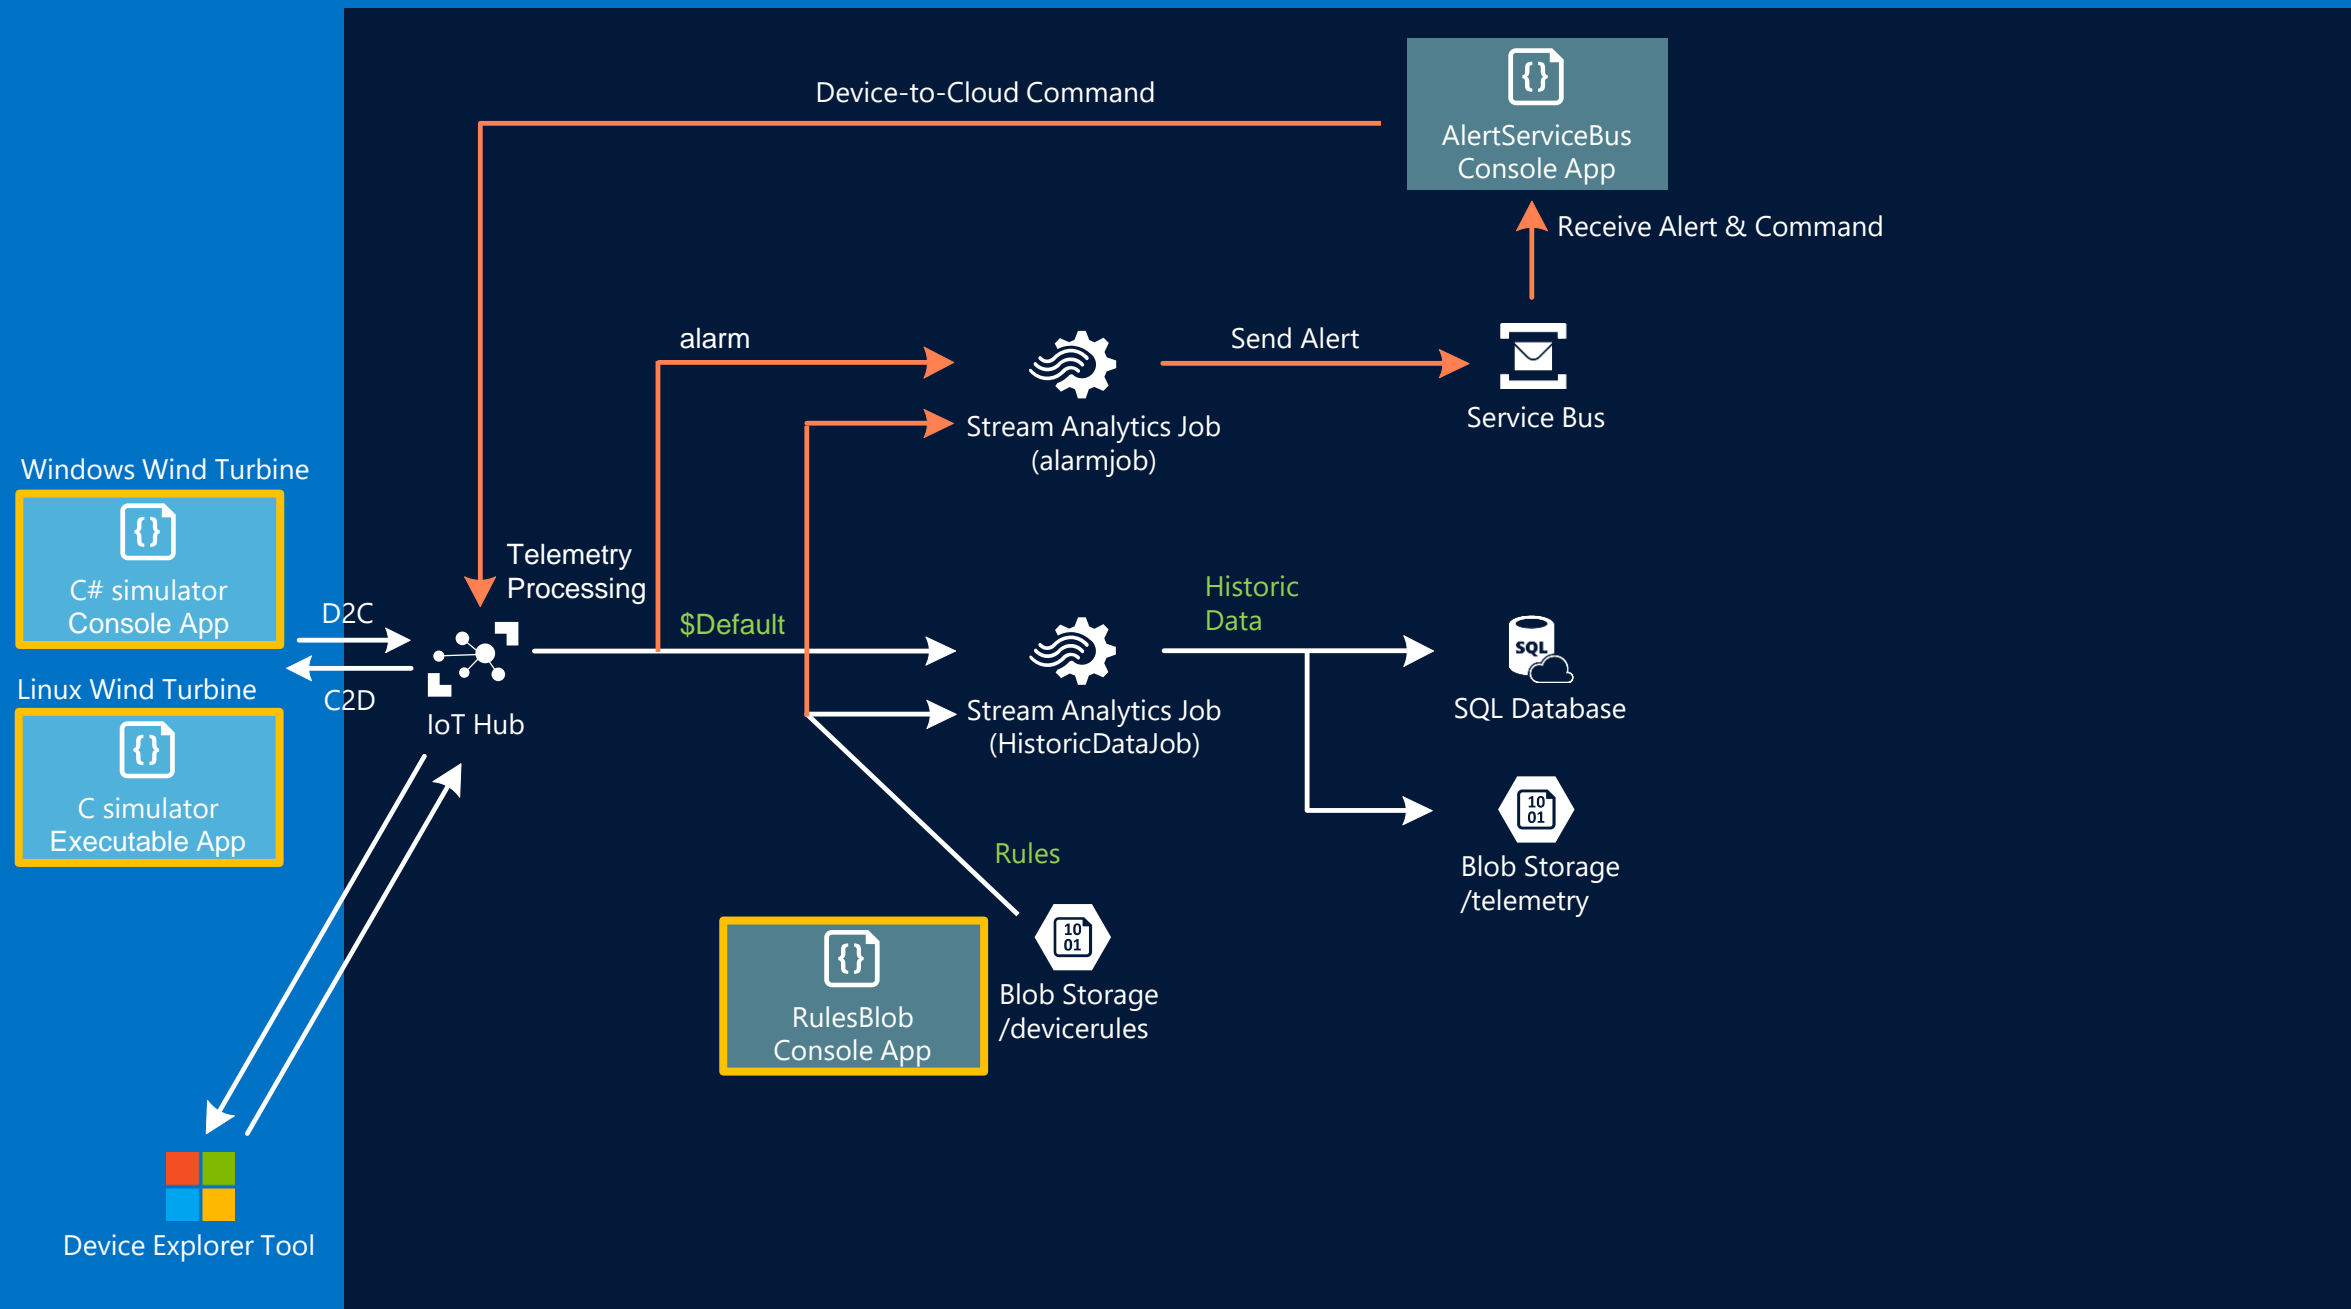 Device-to-Cloud Command
{}
AlertServiceBus
Console App
Receive Alert & Command
alarm
Send Alert
Stream Analytics Job
(alarmjob)
Service Bus
Windows Wind Turbine
{}
C# simulator
Console App
D2C
C2D
Linux Wind Turbine
{}
C simulator
Executable App
IoT Hub
Telemetry
Processing
$Default
Stream Analytics Job
(HistoricDataJob)
Historic
Data
SQL
SQL Database
10
01
Blob Storage
/telemetry
Rules
10
01
Blob Storage
/devicerules
{}
RulesBlob
Console App
Device Explorer Tool